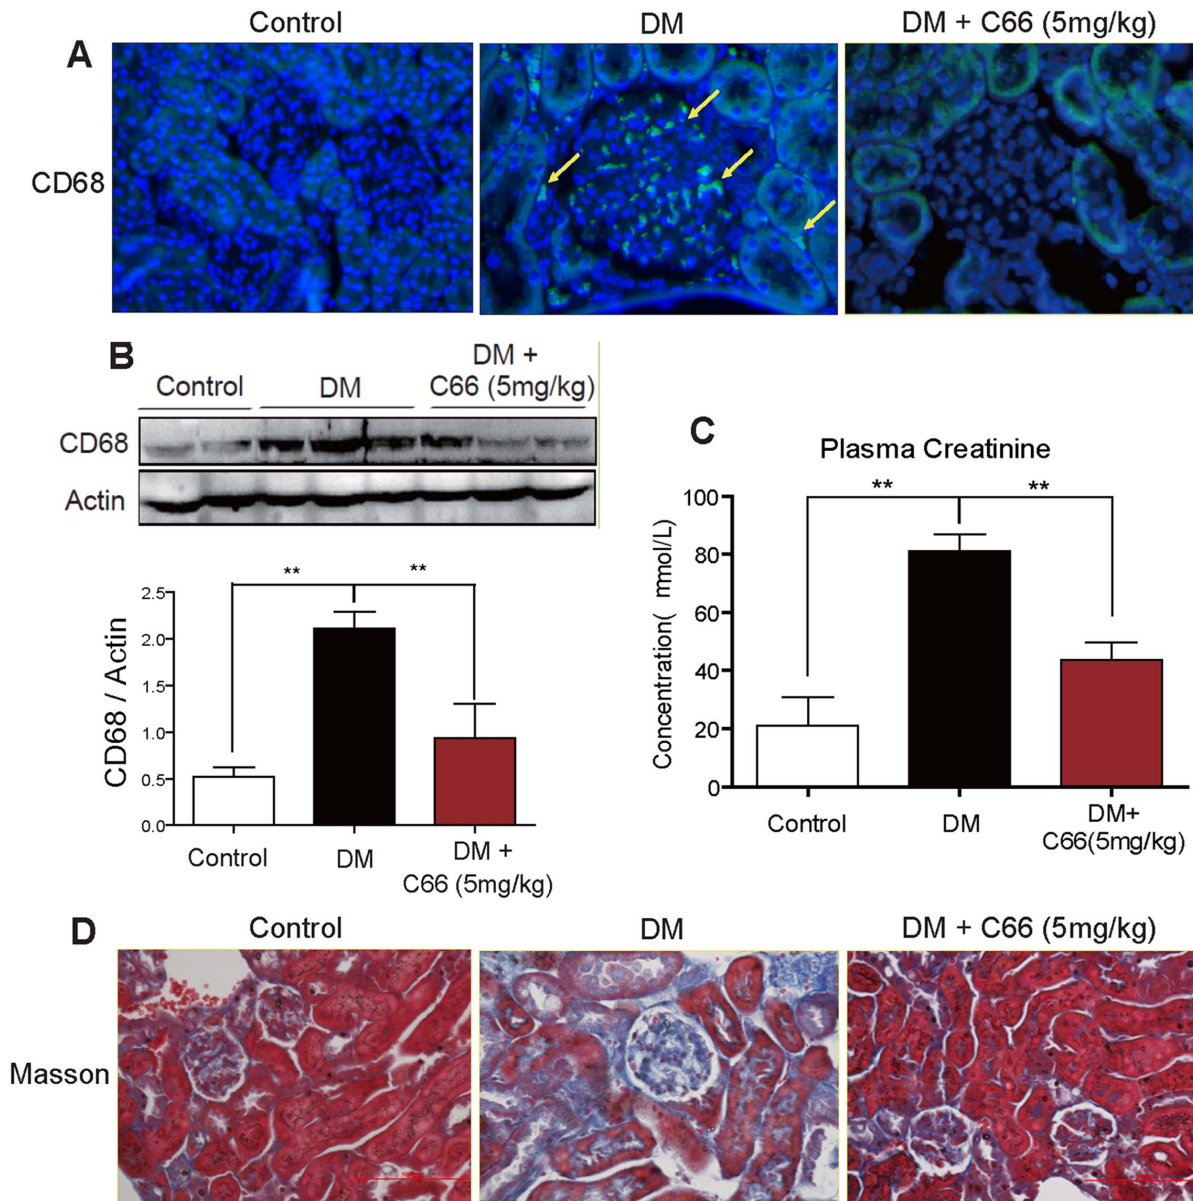 Control DM DM + C66 (5mg/kg)
A
CD68
B
Control DM DM +
C66 (5mg/kg)
CD68
Actin
**
**
2.5
2.0
1.5
1.0
0.5
0.0
CD68 / Actin
Control DM DM +
C66 (5mg/kg)
C
Plasma Creatinine
**
**
100
80
60
40
20
0
Concentration( mmol/L)
Control DM DM+
C66(5mg/kg)
D
Control DM DM + C66 (5mg/kg)
Masson